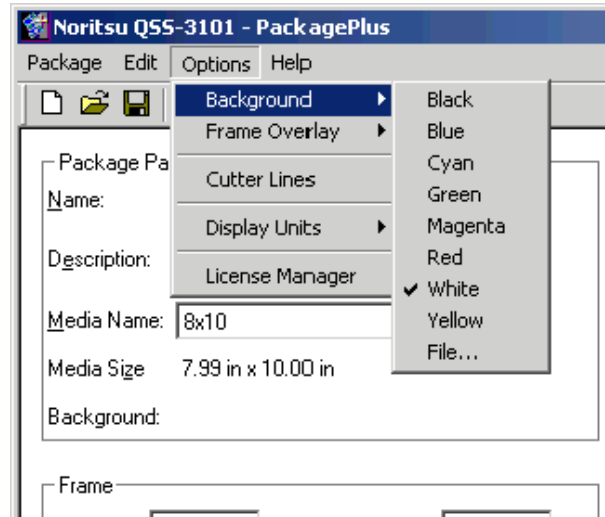 Noritsu QSS-3101 - PackagePlus
Package Edit Options Help
Background
Frame Overlay
Cutter Lines
Display Units
License Manager
Black
Blue
Cyan
Green
Magenta
Red
White
Yellow
File...
Package Pa
Name:
Description:
Media Name: 8x10
Media Size 7.99 in x 10.00 in
Background:
Frame